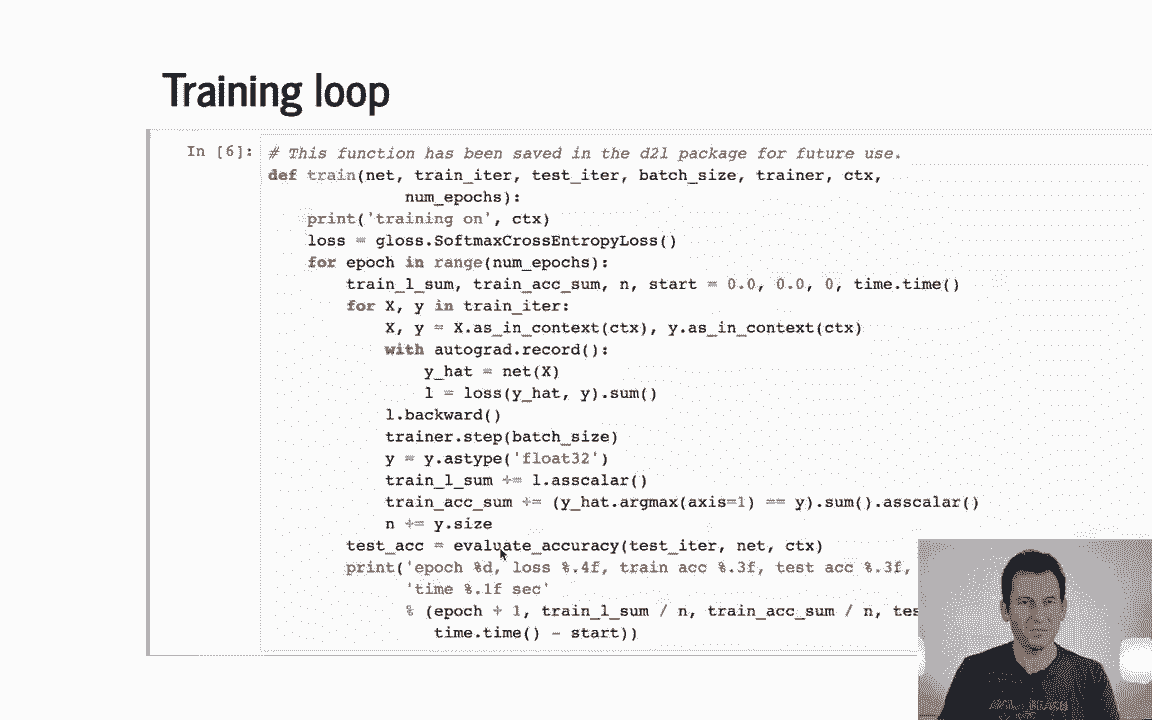 Training loop
In [6]: # This function has been saved in the d2l package for future use.
def train(net, train_iter, test_iter, batch_size, trainer, ctx,
              num_epochs):
    print('training on', ctx)
    loss = gloss.SoftmaxCrossEntropyLoss()
    for epoch in range(num_epochs):
        train_l_sum, train_acc_sum, n, start = 0.0, 0.0, 0, time.time()
        for X, y in train_iter:
            X, y = X.as_in_context(ctx), y.as_in_context(ctx)
            with autograd.record():
                y_hat = net(X)
                l = loss(y_hat, y).sum()
            l.backward()
            trainer.step(batch_size)
            y = y.astype('float32')
            train_l_sum += l.asscalar()
            train_acc_sum += (y_hat.argmax(axis=1) == y).sum().asscalar()
            n += y.size
        test_acc = evaluate_accuracy(test_iter, net, ctx)
        print('epoch %d, loss %.4f, train acc %.3f, test acc %.3f,
              'time %.1f sec'
              % (epoch + 1, train_l_sum / n, train_acc_sum / n, tes
                 time.time() - start))